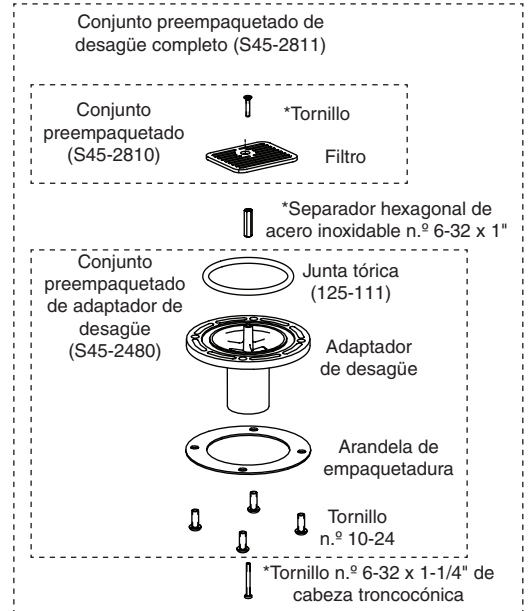 Conjunto preempaquetado de
desagüe completo (S45-2811)
Conjunto
preempaquetado
(S45-2810)
*Tornillo
Filtro
*Separador hexagonal de
acero inoxidable n.º 6-32 x 1"
Conjunto
preempaquetado
de adaptador de
desagüe
(S45-2480)
Junta tórica
(125-111)
Adaptador
de desagüe
Arandela de
empaquetadura
Tornillo
n.º 10-24
*Tornillo n.º 6-32 x 1-1/4" de
cabeza troncocónica